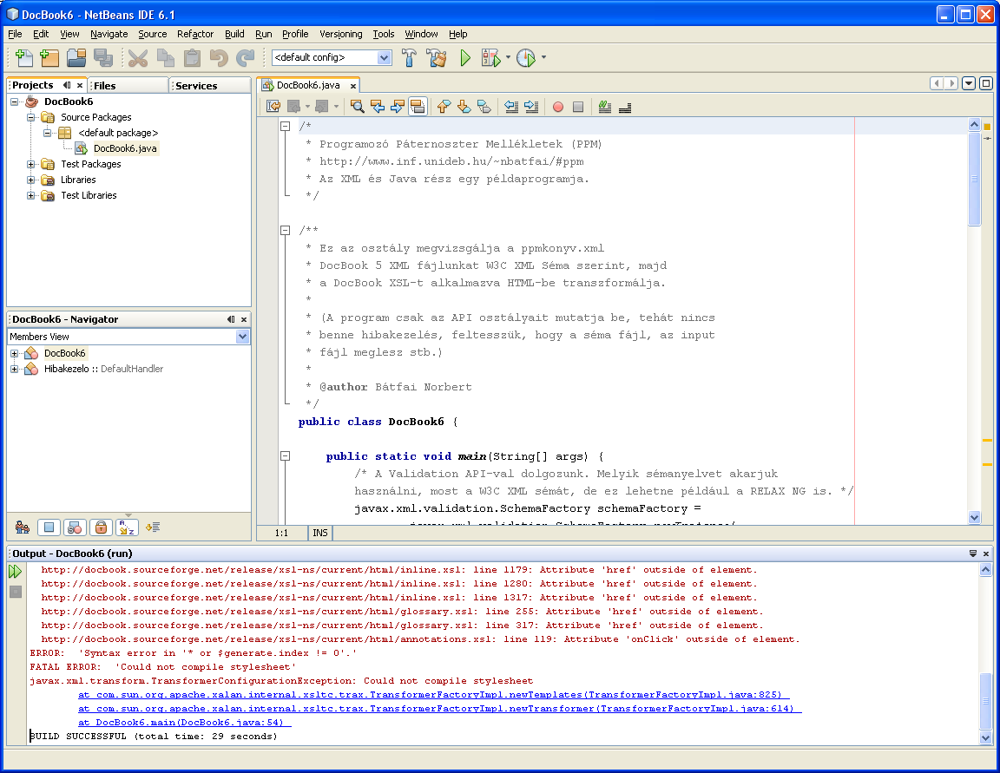 DocBook6 - NetBeans IDE 6.1
File Edit View Navigate Source Refactor Build Run Profile Versioning Tools Window Help
<default config>
Projects
Files
Services
DocBook6
Source Packages
<default package>
DocBook6.java
Test Packages
Libraries
Test Libraries
DocBook6 - Navigator
Members View
DocBook6
Hibakezelo :: DefaultHandler
DocBook6.java
/*
* Programozó Páternoszter Mellékletek (PPM)
* http://www.inf.unideb.hu/~nbatfai/#ppm
* Az XML és Java rész egy példaprogramja.
*/
/**
* Ez az osztály megvizsgálja a ppmkonyv.xml
* DocBook 5 XML fájlunkat W3C XML Séma szerint, majd
* a DocBook XSL-t alkalmazva HTML-be transzformálja.
*
* (A program csak az API osztályait mutatja be, tehát nincs
* benne hibakezelés, feltesszük, hogy a séma fájl, az input
* fájl meglesz stb.)
*
* @author Bátfai Norbert
*/
public class DocBook6 {
public static void main(String[] args) {
/* A Validation API-val dolgozunk. Melyik sémanyelvet akarjuk
használni, most a W3C XML sémát, de ez lehetne például a RELAX NG is. */
javax.xml.validation.SchemaFactory schemaFactory =
javax.xml.validation.SchemaFactory.newInstance(
1:1 INS
Output - DocBook6 (run)
http://docbook.sourceforge.net/release/xsl-ns/current/html/inline.xsl: line 1179: Attribute 'href' outside of element.
http://docbook.sourceforge.net/release/xsl-ns/current/html/inline.xsl: line 1280: Attribute 'href' outside of element.
http://docbook.sourceforge.net/release/xsl-ns/current/html/inline.xsl: line 1317: Attribute 'href' outside of element.
http://docbook.sourceforge.net/release/xsl-ns/current/html/glossary.xsl: line 255: Attribute 'href' outside of element.
http://docbook.sourceforge.net/release/xsl-ns/current/html/glossary.xsl: line 317: Attribute 'href' outside of element.
http://docbook.sourceforge.net/release/xsl-ns/current/html/annotations.xsl: line 119: Attribute 'onClick' outside of element.
ERROR:  'Syntax error in '* or $generate.index != 0'.'
FATAL ERROR:  'Could not compile stylesheet'
javax.xml.transform.TransformerConfigurationException: Could not compile stylesheet
at com.sun.org.apache.xalan.internal.xsltc.trax.TransformerFactoryImpl.newTemplates(TransformerFactoryImpl.java:825)
at com.sun.org.apache.xalan.internal.xsltc.trax.TransformerFactoryImpl.newTransformer(TransformerFactoryImpl.java:614)
at DocBook6.main(DocBook6.java:54)
BUILD SUCCESSFUL (total time: 29 seconds)